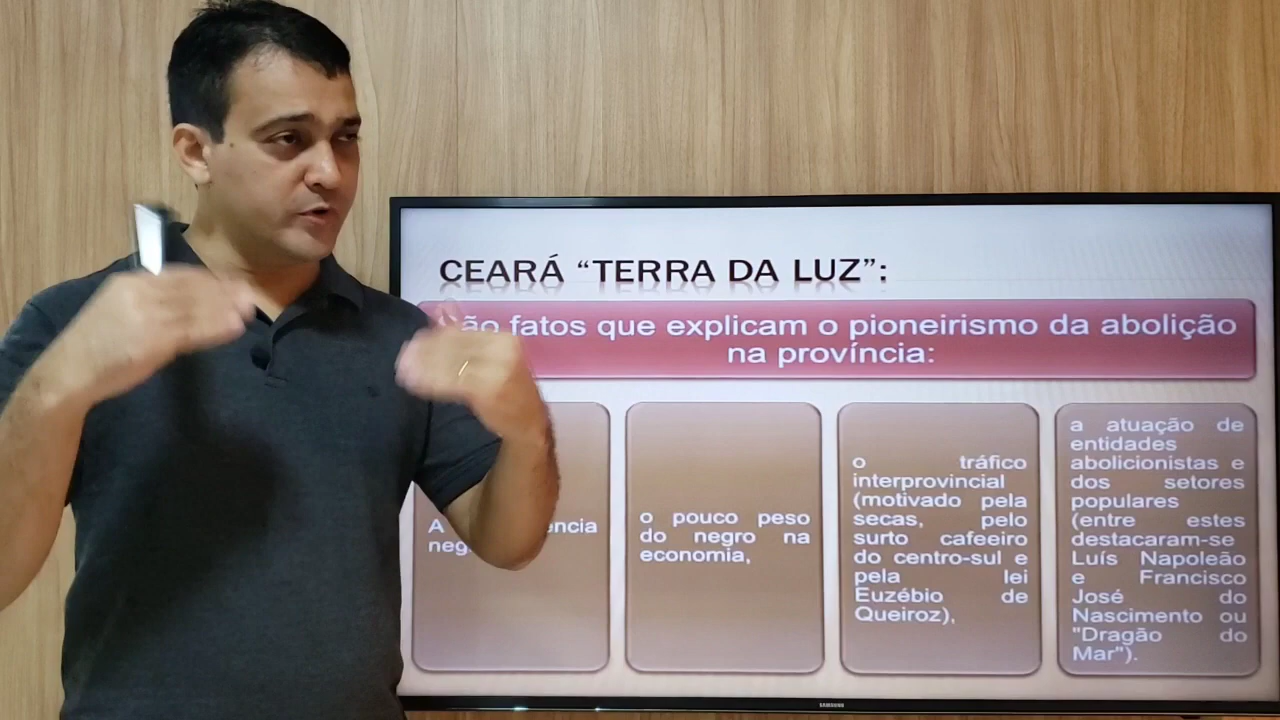 CEARÁ “TERRA DA LUZ”:
fatos que explicam o pioneirismo da abolição
na província:
A
o pouco peso
do negro na
economia,
o tráfico
interprovincial
(motivado pela
secas, pelo
surto cafeeiro
do centro-sul e
pela lei
Euzébio de
Queiroz),
a atuação de
entidades
abolicionistas e
dos setores
populares
(entre estes
destacaram-se
Luís Napoleão
e Francisco
José do
Nascimento ou
"Dragão do
Mar").
SAMSUNG